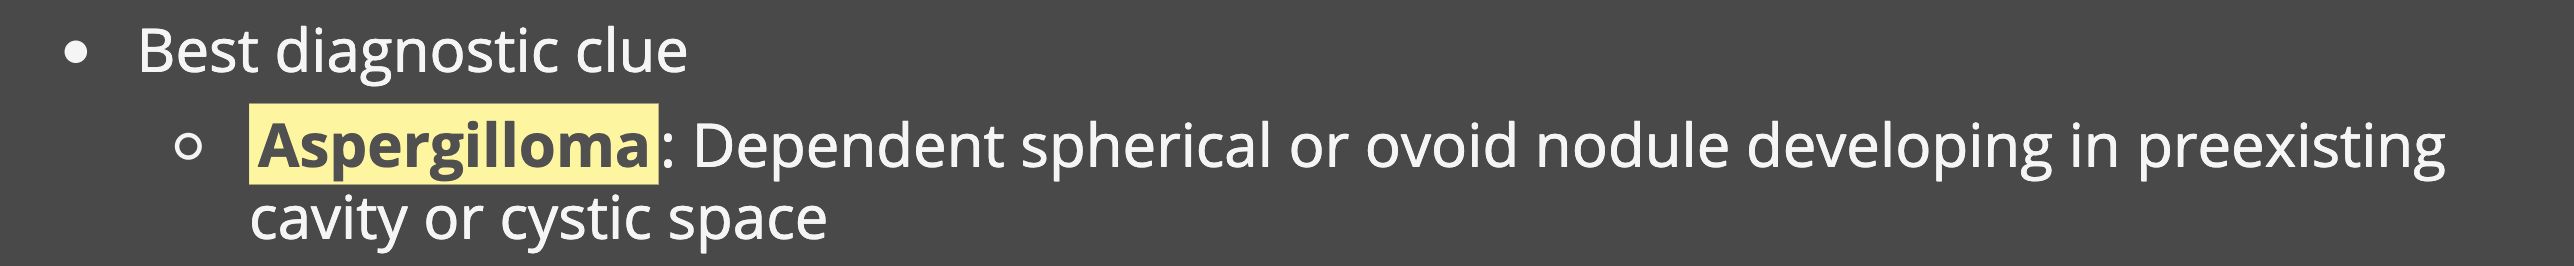 • Best diagnostic clue
○ Aspergilloma: Dependent spherical or ovoid nodule developing in preexisting
cavity or cystic space